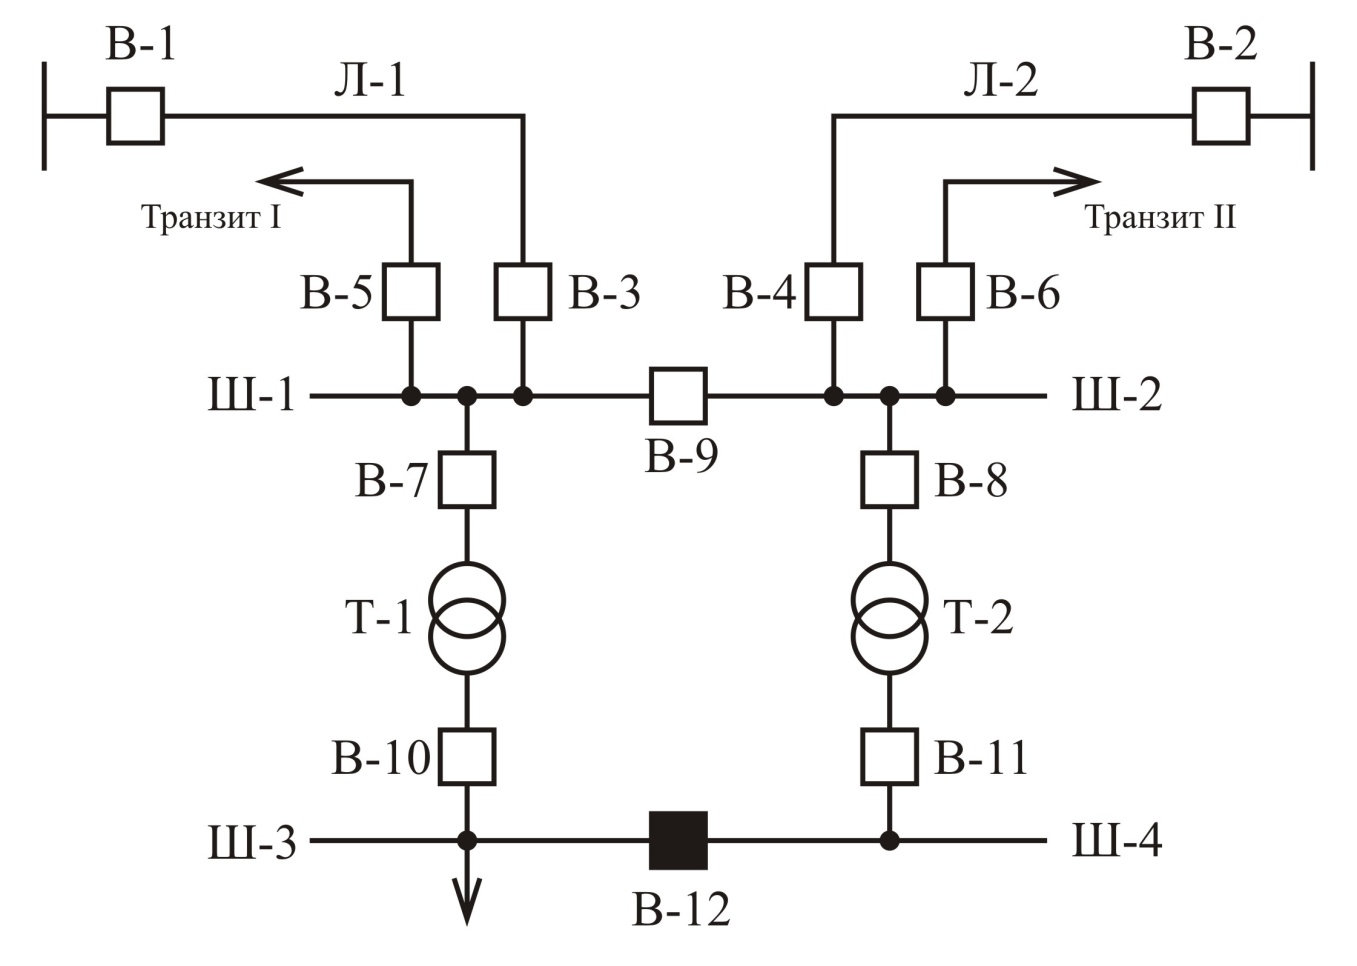 В-1
В-2
Л-1
Л-2
Транзит I
Транзит II
В-5
В-3
В-4
В-6
Ш-1
Ш-2
В-9
В-7
В-8
Т-1
Т-2
В-10
В-11
Ш-3
Ш-4
В-12